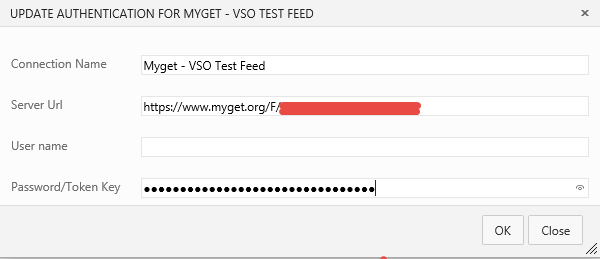 UPDATE AUTHENTICATION FOR MYGET - VSO TEST FEED
Connection Name
Myget - VSO Test Feed
Server Url
https://www.myget.org/F/
User name
Password/Token Key
●●●●●●●●●●●●●●●●●●●●●●●●●●●●●●●●
OK
Close